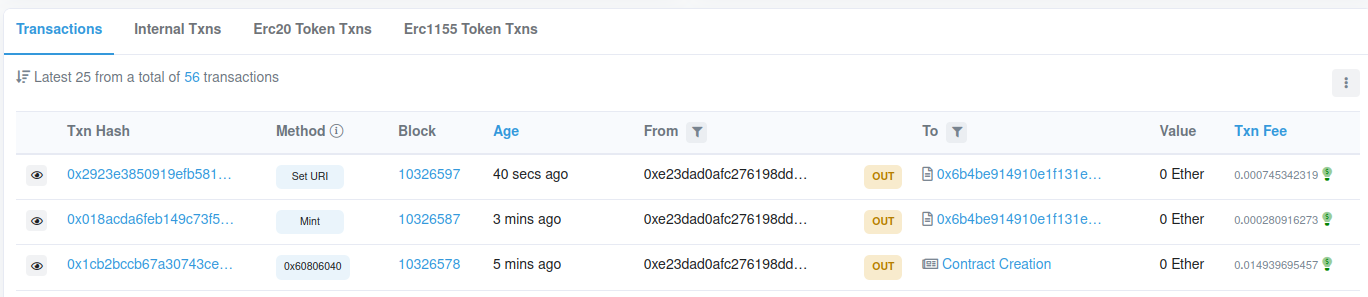 Transactions Internal Txns Erc20 Token Txns Erc1155 Token Txns
Latest 25 from a total of 56 transactions
Txn Hash Method Block Age From To Value Txn Fee
0x2923e3850919efb581... Set URI 10326597 40 secs ago 0xe23dad0afc276198dd... OUT 0x6b4be914910e1f131e... 0 Ether 0.000745342319
0x018acda6feb149c73f5... Mint 10326587 3 mins ago 0xe23dad0afc276198dd... OUT 0x6b4be914910e1f131e... 0 Ether 0.000280916273
0x1cb2bccb67a30743ce... 0x60806040 10326578 5 mins ago 0xe23dad0afc276198dd... OUT Contract Creation 0 Ether 0.014939695457